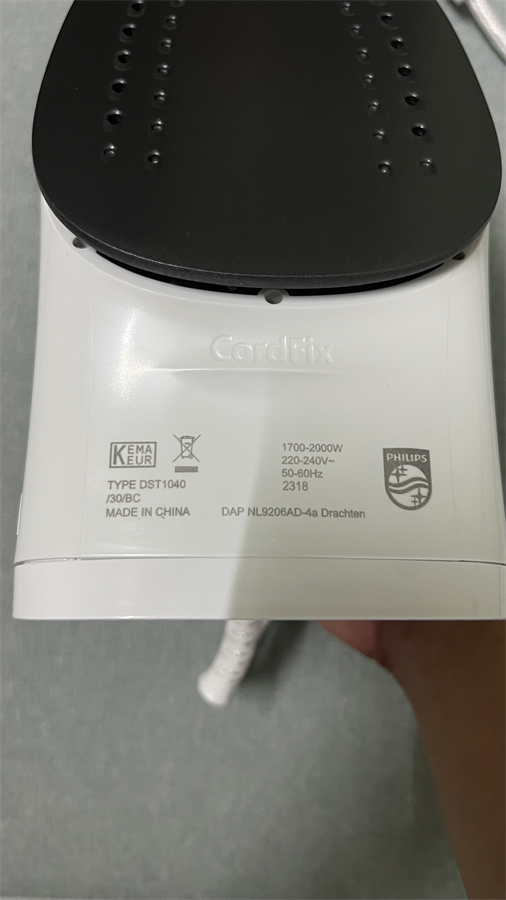 CordFix
KEMA
EUR
TYPE DST1040
/30/BC
MADE IN CHINA
1700-2000W
220-240V~
50-60Hz
2318
DAP NL9206AD-4a Drachten
PHILIPS